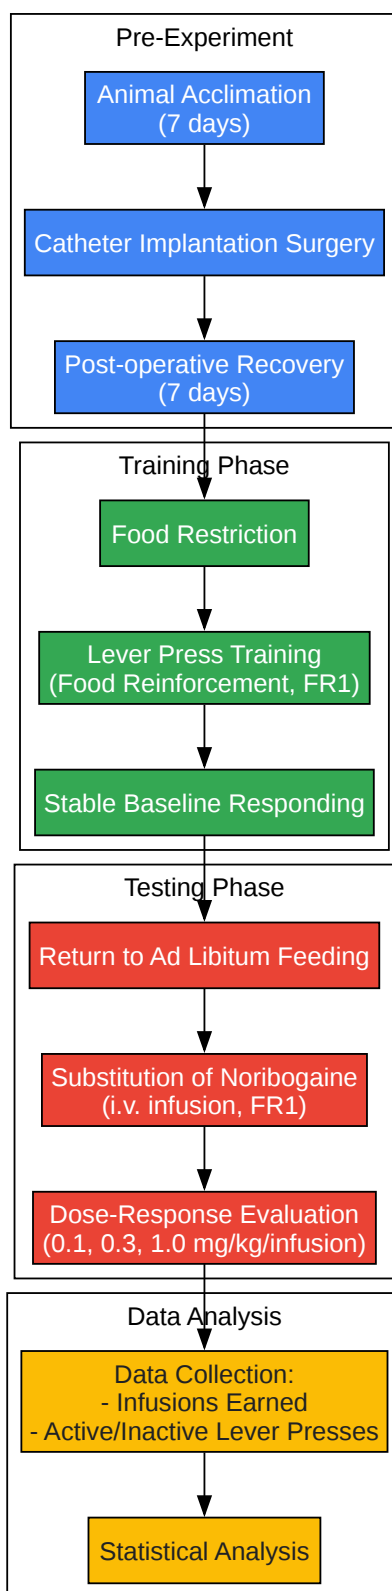 Pre-Experiment
Animal Acclimation
(7 days)
Catheter Implantation Surgery
Post-operative Recovery
(7 days)
Training Phase
Food Restriction
Lever Press Training
(Food Reinforcement, FR1)
Stable Baseline Responding
Testing Phase
Return to Ad Libitum Feeding
Substitution of Noribogaine
(i.v. infusion, FR1)
Dose-Response Evaluation
(0.1, 0.3, 1.0 mg/kg/infusion)
Data Analysis
Data Collection:
- Infusions Earned
- Active/Inactive Lever Presses
Statistical Analysis